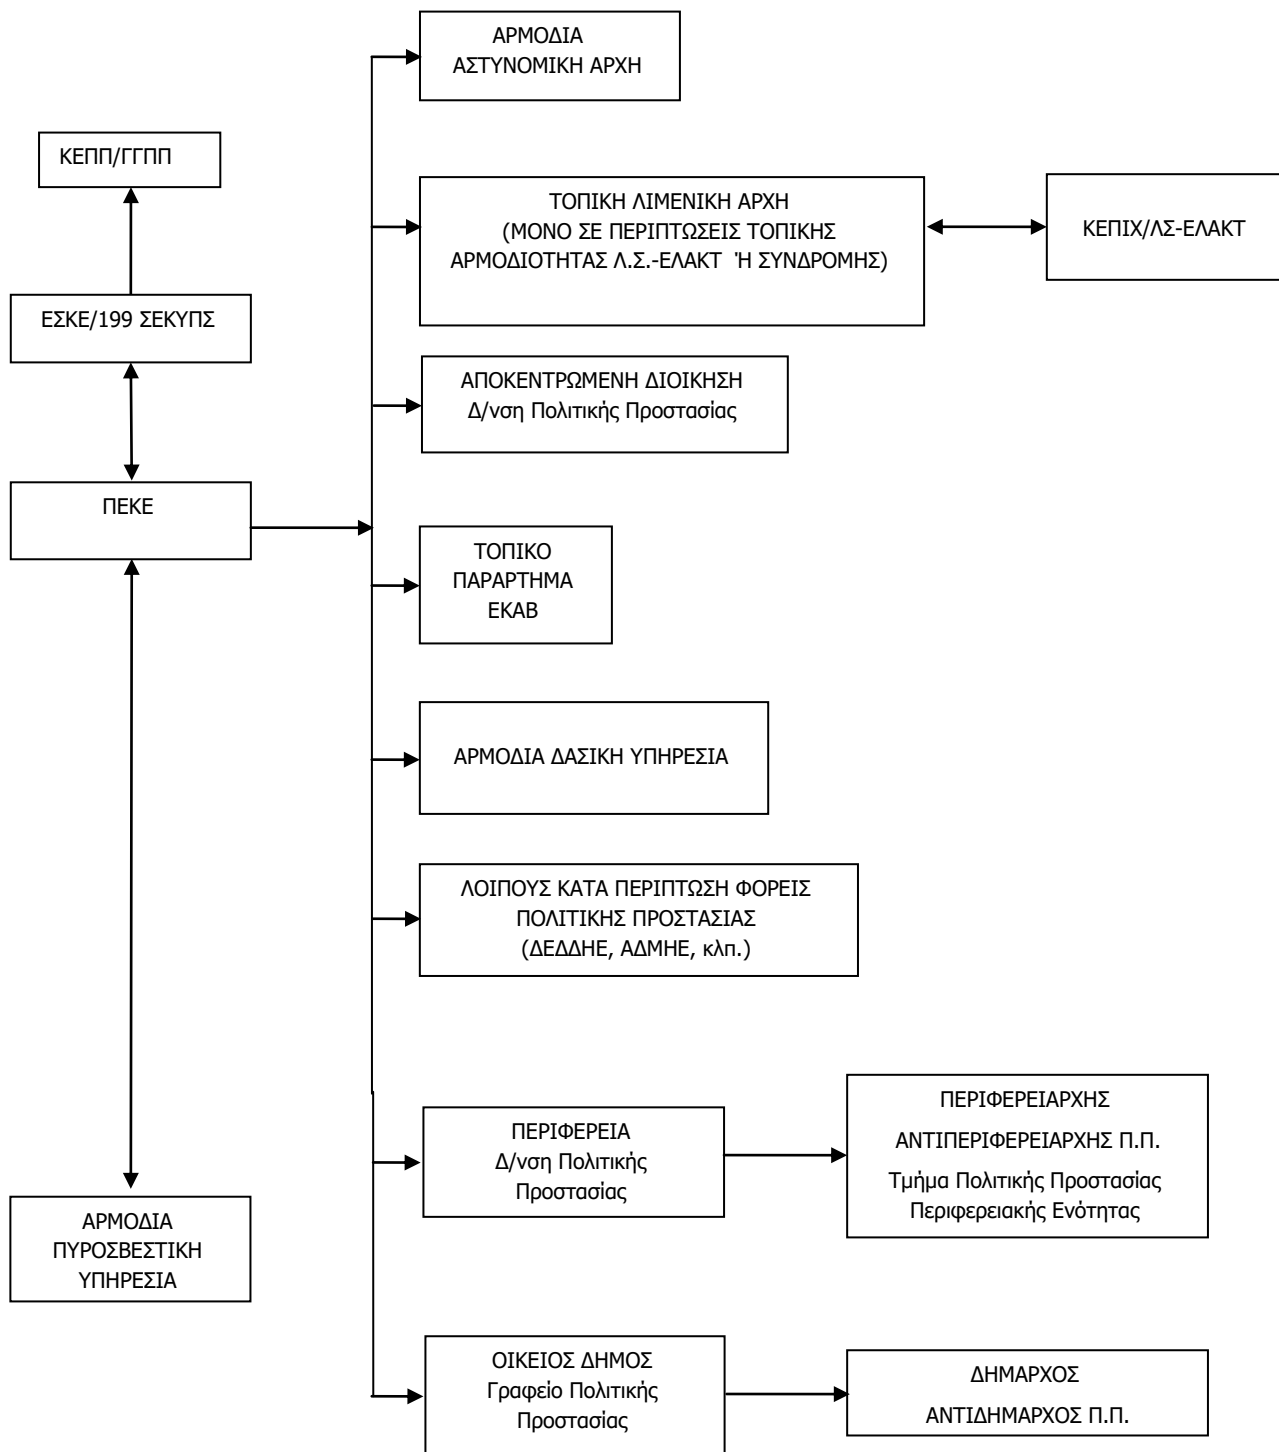 ΑΡΜΟΔΙΑ
ΑΣΤΥΝΟΜΙΚΗ ΑΡΧΗ
ΚΕΠΠ/ΓΓΠΠ
ΤΟΠΙΚΗ ΛΙΜΕΝΙΚΗ ΑΡΧΗ
(ΜΟΝΟ ΣΕ ΠΕΡΙΠΤΩΣΕΙΣ ΤΟΠΙΚΗΣ
ΑΡΜΟΔΙΟΤΗΤΑΣ Λ.Σ.-ΕΛΑΚΤ Ή ΣΥΝΔΡΟΜΗΣ)
ΚΕΠΙΧ/ΛΣ-ΕΛΑΚΤ
ΕΣΚΕ/199 ΣΕΚΥΠΣ
ΑΠΟΚΕΝΤΡΩΜΕΝΗ ΔΙΟΙΚΗΣΗ
Δ/νση Πολιτικής Προστασίας
ΠΕΚΕ
ΤΟΠΙΚΟ
ΠΑΡΑΡΤΗΜΑ
ΕΚΑΒ
ΑΡΜΟΔΙΑ ΔΑΣΙΚΗ ΥΠΗΡΕΣΙΑ
ΛΟΙΠΟΥΣ ΚΑΤΑ ΠΕΡΙΠΤΩΣΗ ΦΟΡΕΙΣ
ΠΟΛΙΤΙΚΗΣ ΠΡΟΣΤΑΣΙΑΣ
(ΔΕΔΔΗΕ, ΑΔΜΗΕ, κλπ.)
ΠΕΡΙΦΕΡΕΙΑ
Δ/νση Πολιτικής
Προστασίας
ΠΕΡΙΦΕΡΕΙΑΡΧΗΣ
ΑΝΤΙΠΕΡΙΦΕΡΕΙΑΡΧΗΣ Π.Π.
Τμήμα Πολιτικής Προστασίας
Περιφερειακής Ενότητας
ΑΡΜΟΔΙΑ
ΠΥΡΟΣΒΕΣΤΙΚΗ
ΥΠΗΡΕΣΙΑ
ΟΙΚΕΙΟΣ ΔΗΜΟΣ
Γραφείο Πολιτικής
Προστασίας
ΔΗΜΑΡΧΟΣ
ΑΝΤΙΔΗΜΑΡΧΟΣ Π.Π.